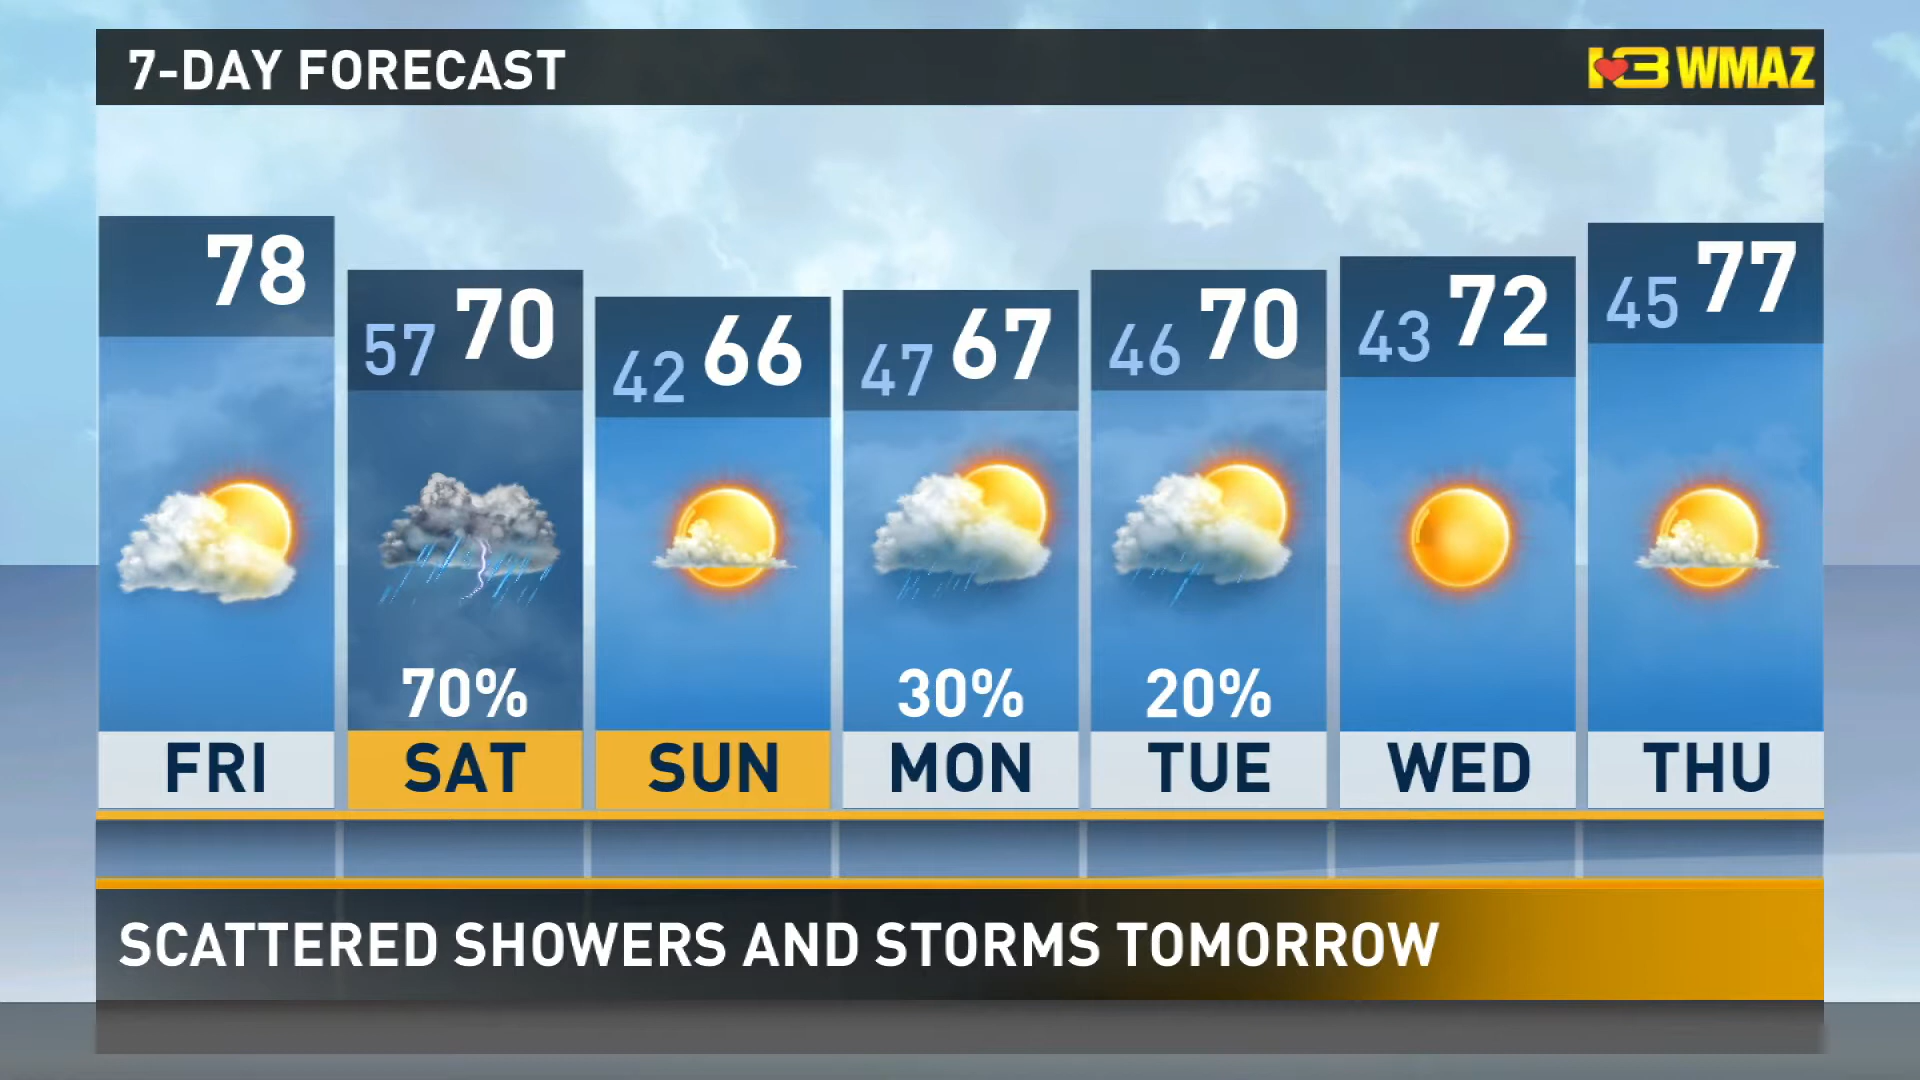 7-DAY FORECAST
13 WMAZ
78
57 70
42 66
47 67
46 70
43 72
45 77
70%
30%
20%
FRI
SAT
SUN
MON
TUE
WED
THU
SCATTERED SHOWERS AND STORMS TOMORROW